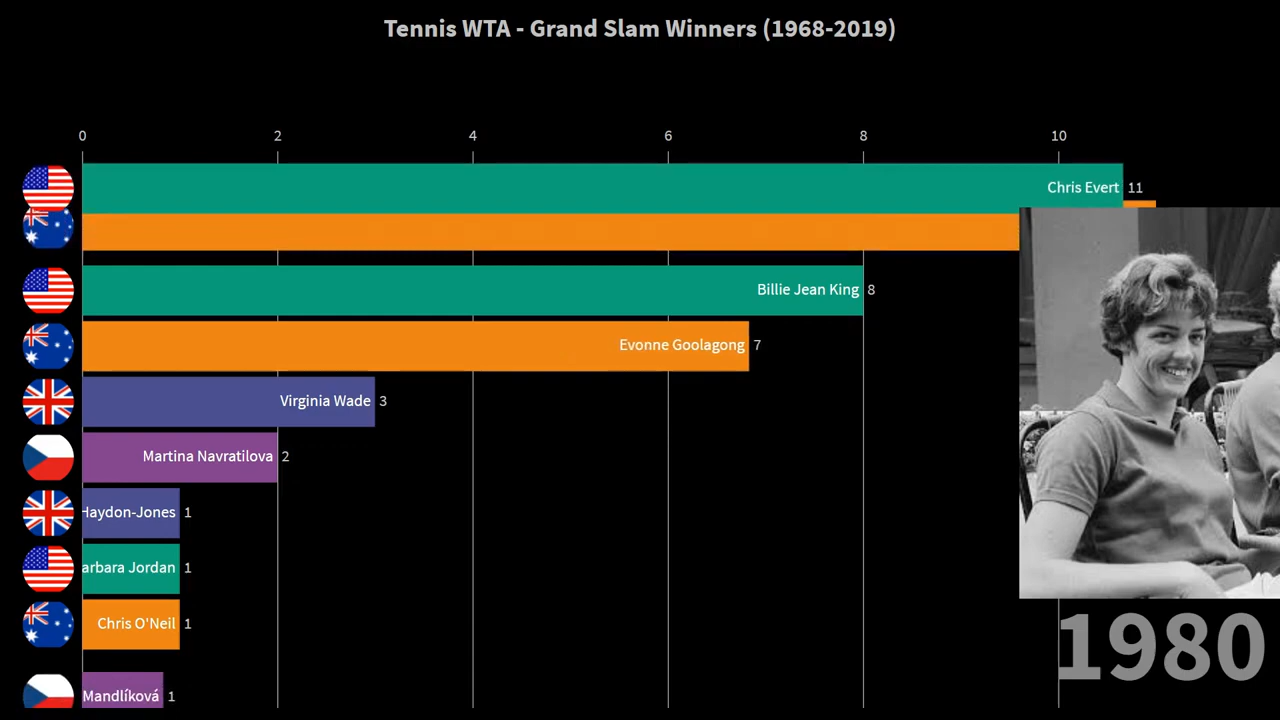 Tennis WTA - Grand Slam Winners (1968-2019)
0 2 4 6 8 10
Chris Evert 11
Billie Jean King 8
Evonne Goolagong 7
Virginia Wade 3
Martina Navratilova 2
Haydon-Jones 1
arbara Jordan 1
Chris O'Neil 1
Mandlíková 1
1980